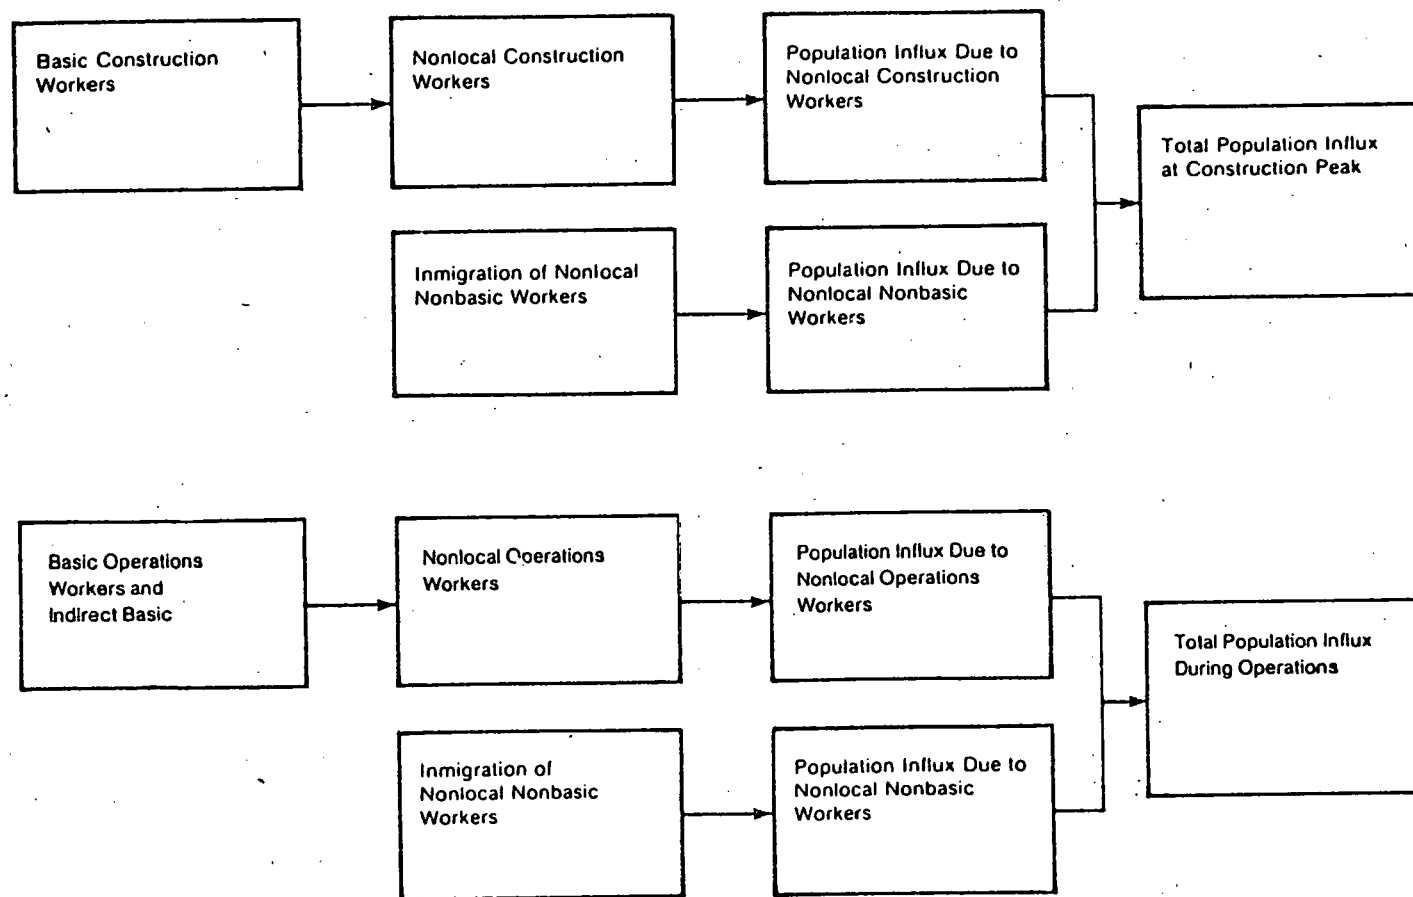 Basic Construction
Workers
Nonlocal Construction
Workers
Population Influx Due to
Nonlocal Construction
Workers
Total Population Influx
at Construction Peak
Inmigration of Nonlocal
Nonbasic Workers
Population Influx Due to
Nonlocal Nonbasic
Workers
Basic Operations
Workers and
Indirect Basic
Nonlocal Operations
Workers
Population Influx Due to
Nonlocal Operations
Workers
Total Population Influx
During Operations
Inmigration of
Nonlocal Nonbasic
Workers
Population Influx Due to
Nonlocal Nonbasic
Workers